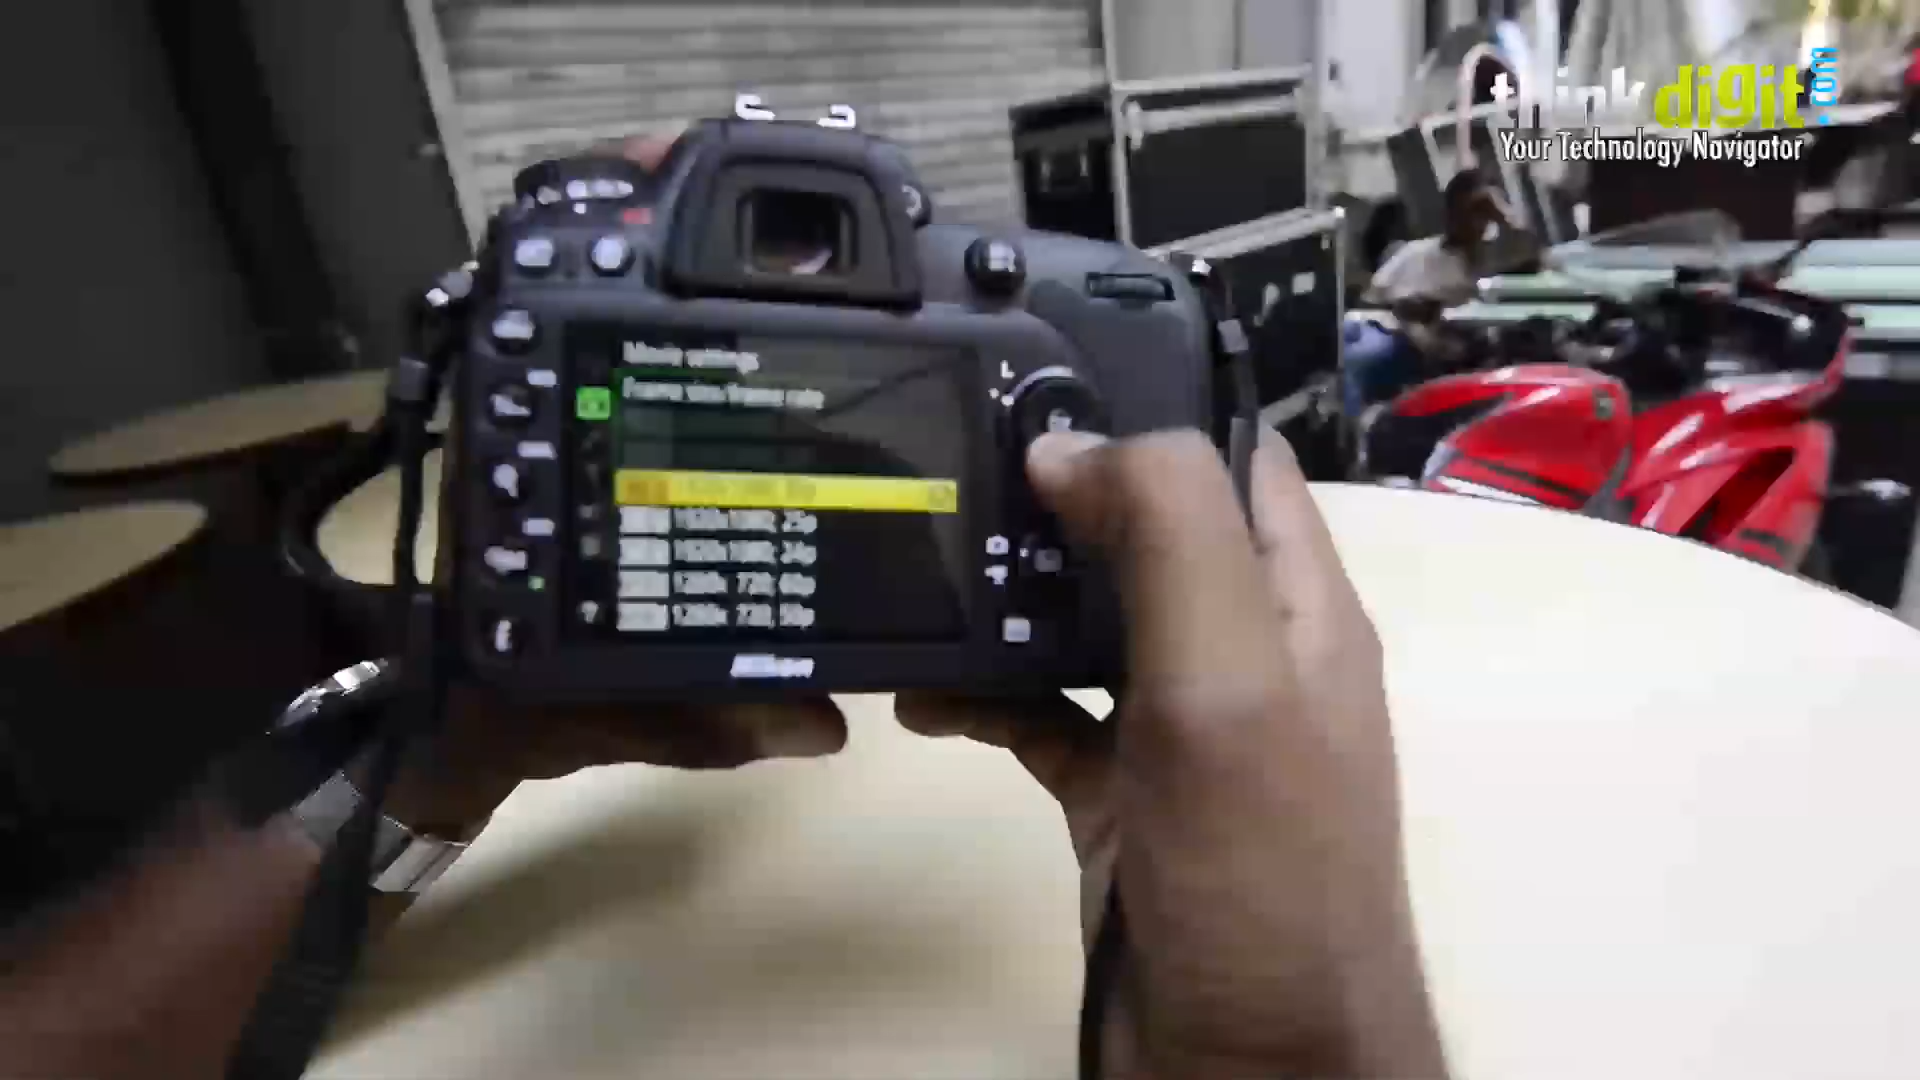 thinkdigit.com
Your Technology Navigator
Movie settings
Frame size/frame rate
1920x1080; 25p
1920x1080; 24p
1280x 720; 60p
1280x 720; 50p
L
Nikon